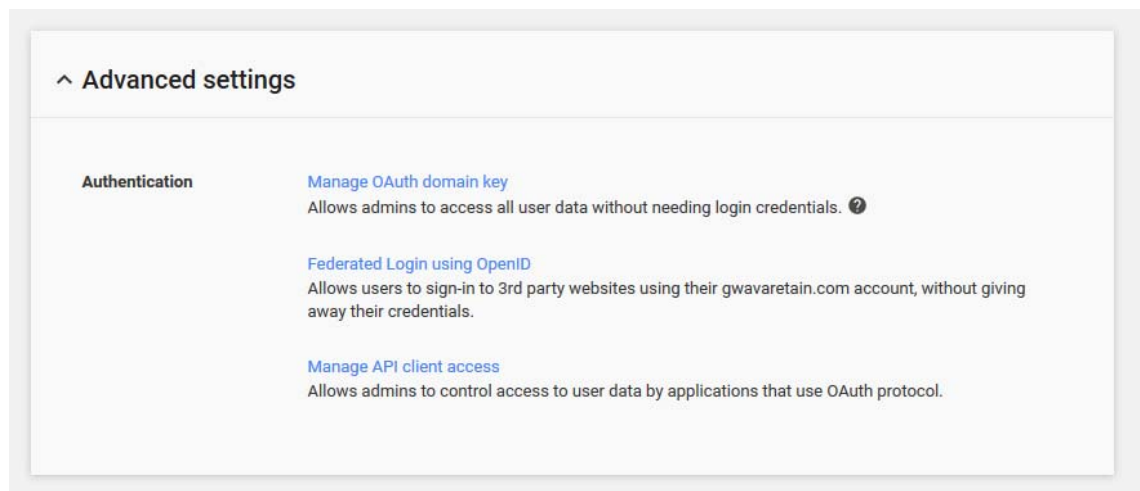 Advanced settings
Authentication
Manage OAuth domain key
Allows admins to access all user data without needing login credentials.
Federated Login using OpenID
Allows users to sign-in to 3rd party websites using their gwavaretain.com account, without giving
away their credentials.
Manage API client access
Allows admins to control access to user data by applications that use OAuth protocol.